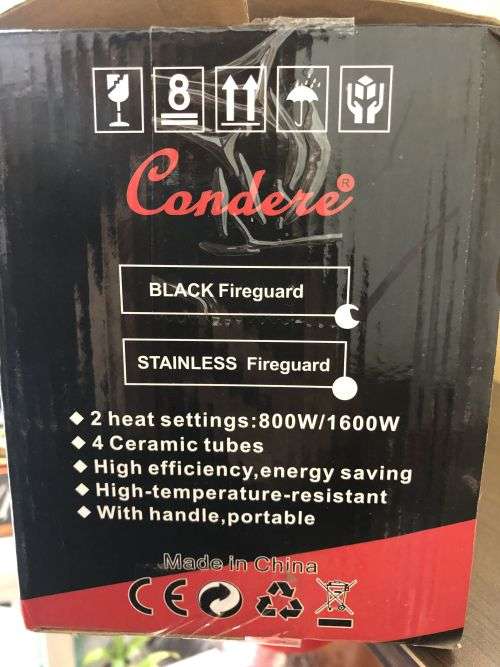 8
Condere®
BLACK Fireguard
STAINLESS Fireguard
◆ 2 heat settings:800W/1600W
◆ 4 Ceramic tubes
◆ High efficiency,energy saving
◆ High-temperature-resistant
◆ With handle,portable
Made in China
CE